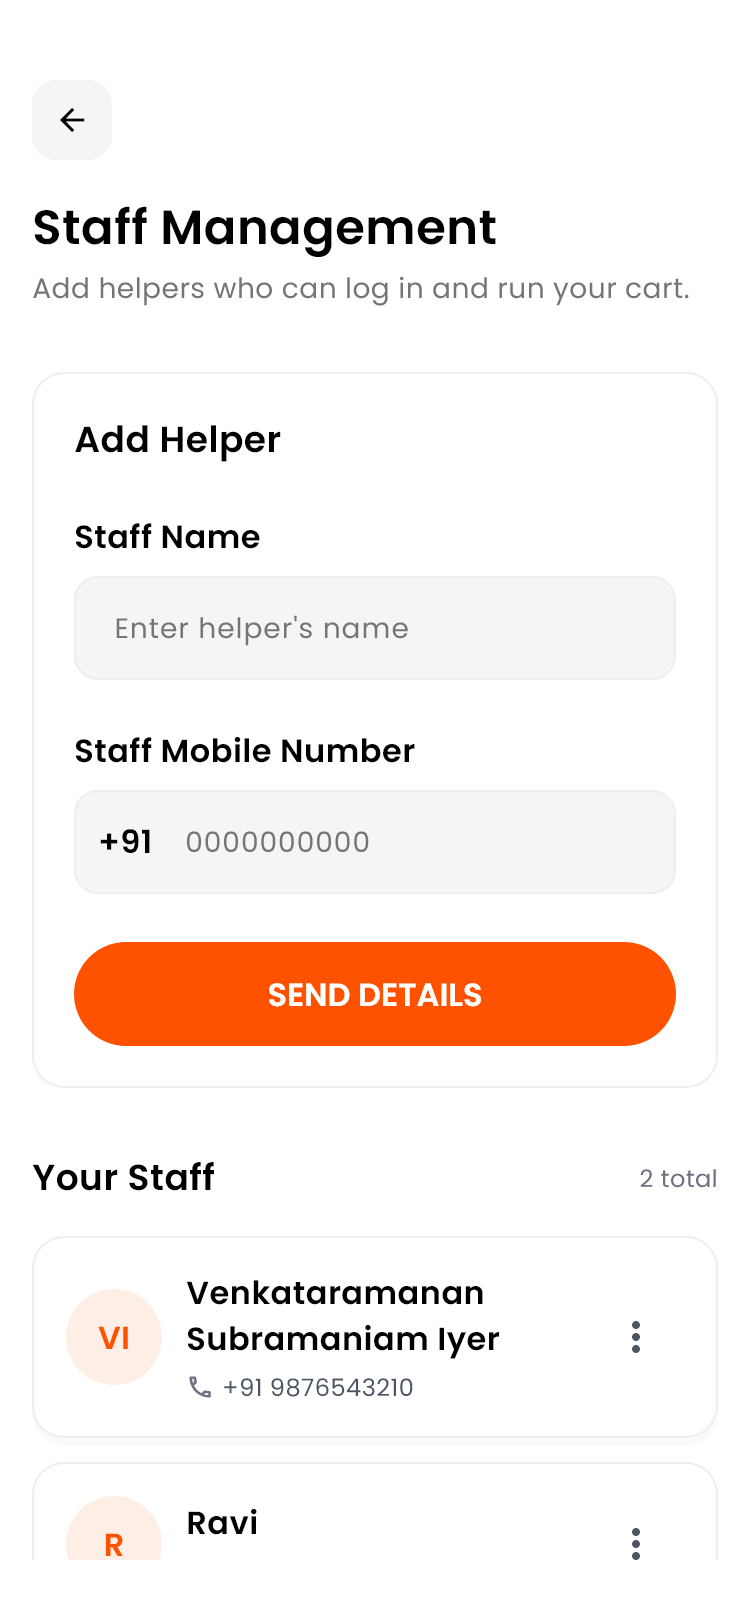 Staff Management
Add helpers who can log in and run your cart.
Add Helper
Staff Name
Enter helper's name
Staff Mobile Number
+91 0000000000
SEND DETAILS
Your Staff 2 total
VI
Venkataramanan
Subramaniam Iyer
+91 9876543210
R
Ravi